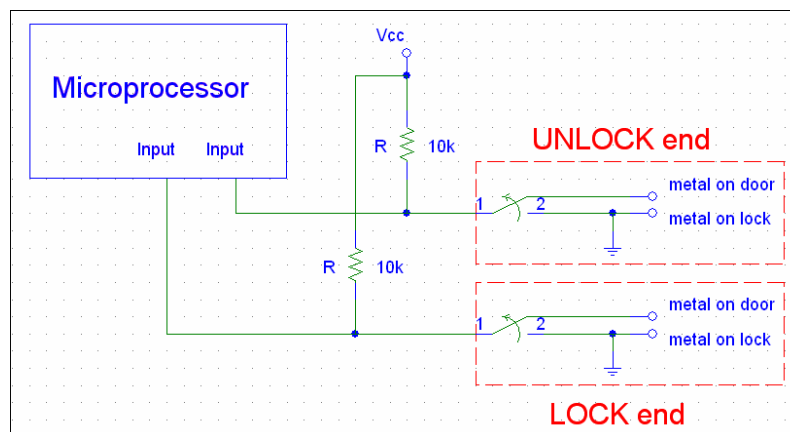 Vcc
Microprocessor
Input Input
R 10k
UNLOCK end
metal on door
1 2
metal on lock
R 10k
metal on door
1 2
metal on lock
LOCK end